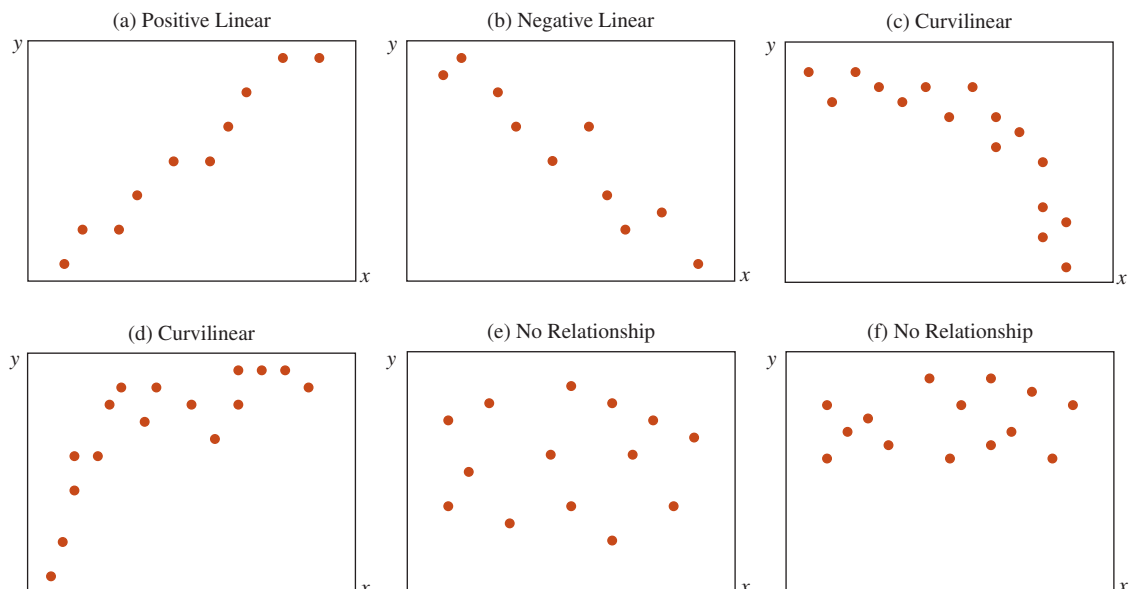 (a) Positive Linear
y
x
(b) Negative Linear
y
x
(c) Curvilinear
y
x
(d) Curvilinear
y
x
(e) No Relationship
y
x
(f) No Relationship
y
x